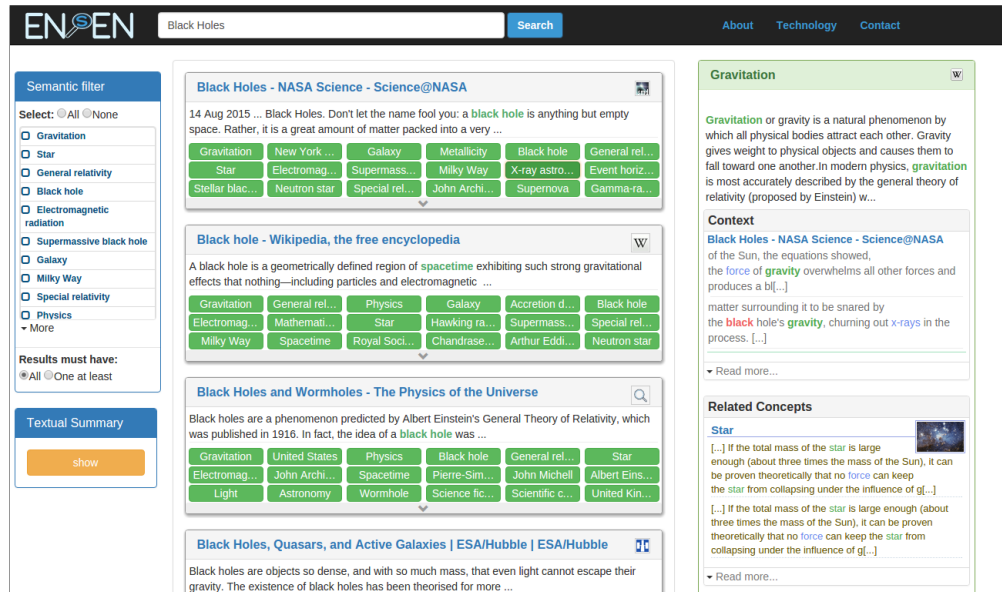 ENSEN
Black Holes
Search
About
Technology
Contact
Semantic filter
Select: All None
Gravitation
Star
General relativity
Black hole
Electromagnetic
radiation
Supermassive black hole
Galaxy
Milky Way
Special relativity
Physics
More
Results must have:
All One at least
Textual Summary
show
Black Holes - NASA Science - Science@NASA
14 Aug 2015 ... Black Holes. Don't let the name fool you: a black hole is anything but empty
space. Rather, it is a great amount of matter packed into a very ...
Gravitation New York ... Galaxy Metallicity Black hole General rel...
Star Electromag... Supermass... Milky Way X-ray astro... Event horiz...
Stellar blac... Neutron star Special rel... John Archi... Supernova Gamma-ra...
Black hole - Wikipedia, the free encyclopedia
W
A black hole is a geometrically defined region of spacetime exhibiting such strong gravitational
effects that nothing—including particles and electromagnetic ...
Gravitation General rel... Physics Galaxy Accretion d... Black hole
Electromag... Mathemati... Star Hawking ra... Supermass... Special rel...
Milky Way Spacetime Royal Soci... Chandrase... Arthur Eddi... Neutron star
Black Holes and Wormholes - The Physics of the Universe
Black holes are a phenomenon predicted by Albert Einstein's General Theory of Relativity, which
was published in 1916. In fact, the idea of a black hole was ...
Gravitation United States Physics Black hole General rel... Star
Electromag... John Archi... Spacetime Pierre-Sim... John Michell Albert Eins...
Light Astronomy Wormhole Science fic... Scientific c... United Kin...
Black Holes, Quasars, and Active Galaxies | ESA/Hubble | ESA/Hubble
Black holes are objects so dense, and with so much mass, that even light cannot escape their
gravity. The existence of black holes has been theorised for more ...
Gravitation
W
Gravitation or gravity is a natural phenomenon by
which all physical bodies attract each other. Gravity
gives weight to physical objects and causes them to
fall toward one another.In modern physics, gravitation
is most accurately described by the general theory of
relativity (proposed by Einstein) w...
Context
Black Holes - NASA Science - Science@NASA
of the Sun, the equations showed,
the force of gravity overwhelms all other forces and
produces a bl[...]
matter surrounding it to be snared by
the black hole's gravity, churning out x-rays in the
process. [...]
Read more...
Related Concepts
Star
[...] If the total mass of the star is large
enough (about three times the mass of the Sun), it can
be proven theoretically that no force can keep
the star from collapsing under the influence of g[...]
[...] If the total mass of the star is large enough (about
three times the mass of the Sun), it can be proven
theoretically that no force can keep the star from
collapsing under the influence of g[...]
Read more...